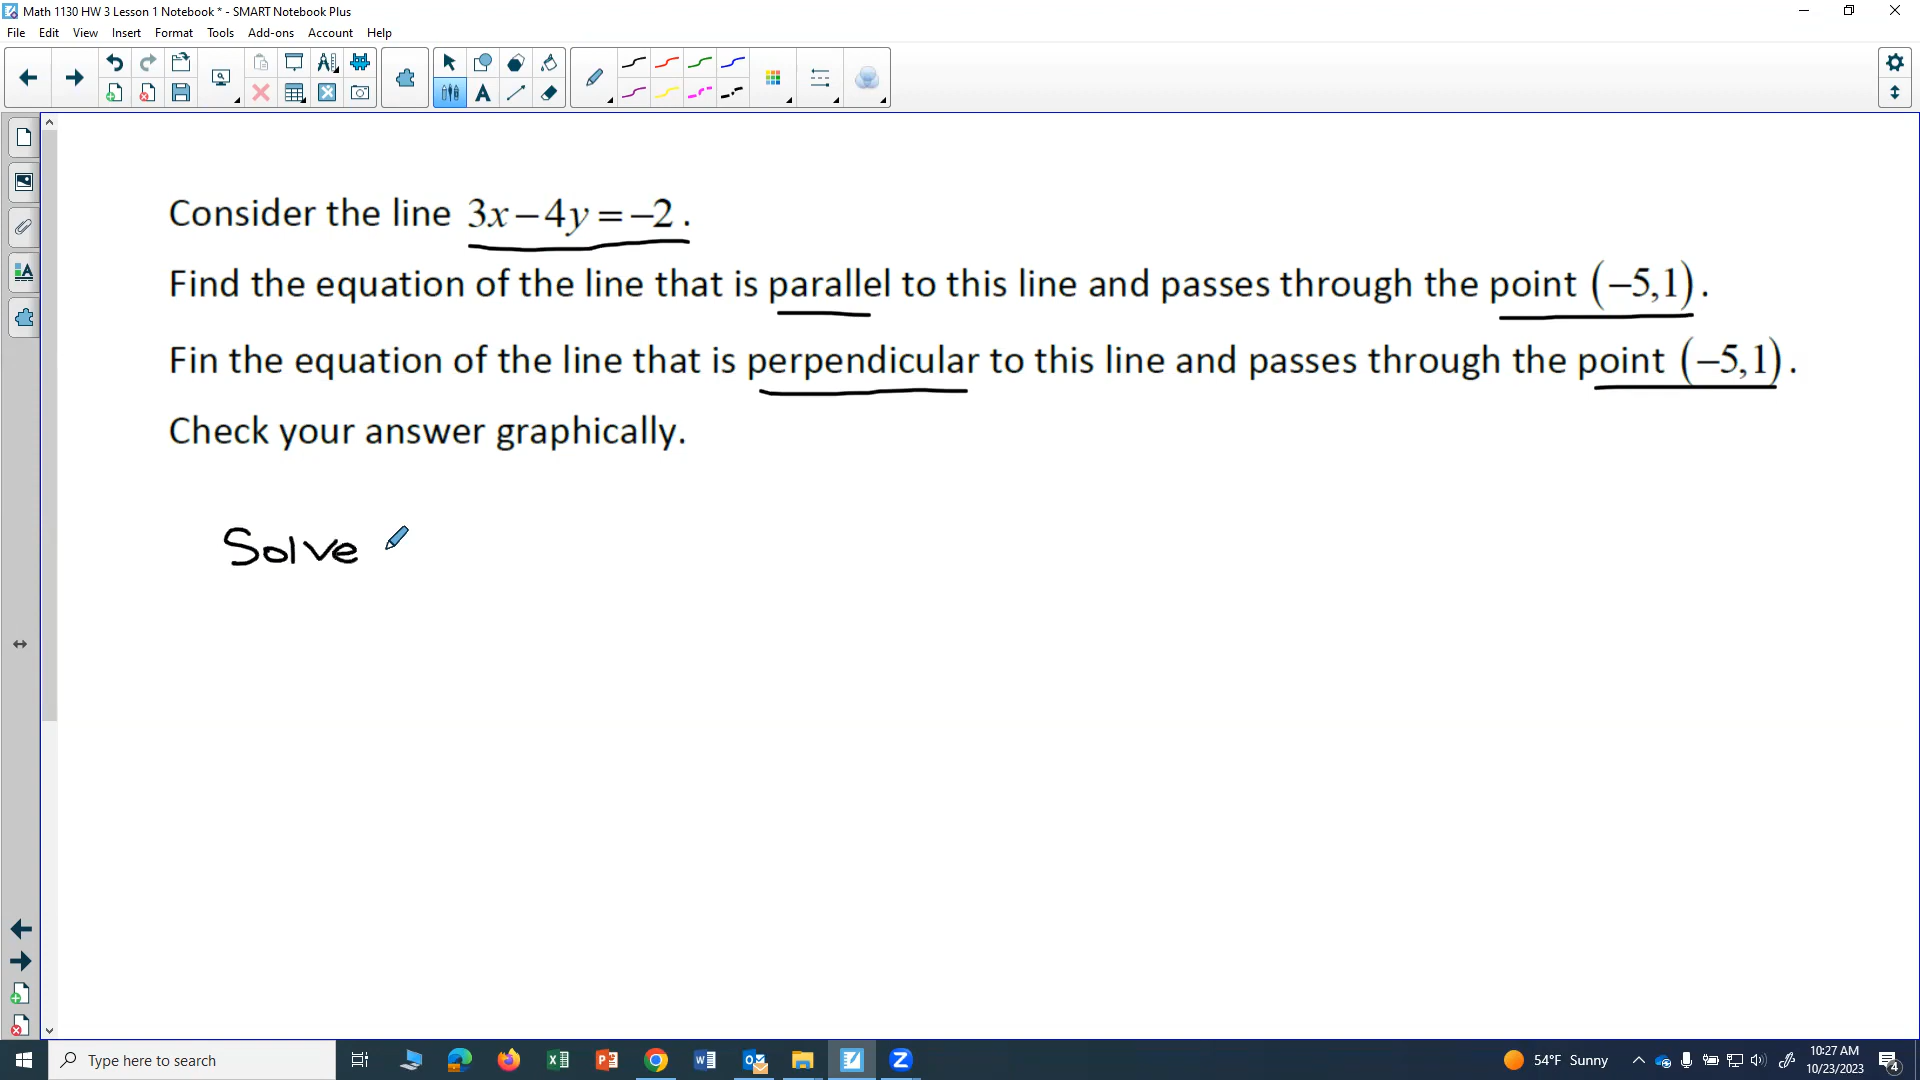 Math 1130 HW 3 Lesson 1 Notebook * - SMART Notebook Plus
File Edit View Insert Format Tools Add-ons Account Help
Consider the line 3x−4y=−2.
Find the equation of the line that is parallel to this line and passes through the point (−5,1).
Fin the equation of the line that is perpendicular to this line and passes through the point (−5,1).
Check your answer graphically.
Solve
Type here to search
54°F Sunny
10:27 AM
10/23/2023
4